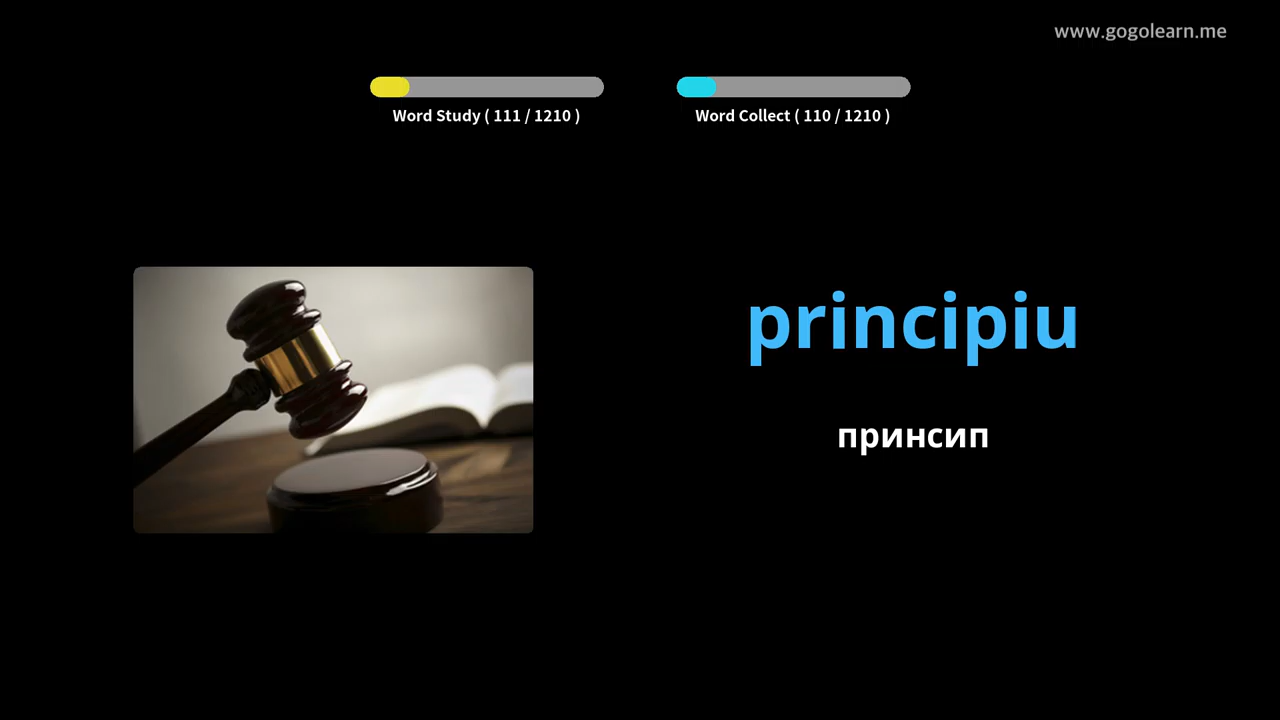 www.gogolearn.me
Word Study ( 111 / 1210 )
Word Collect ( 110 / 1210 )
principiu
принсип